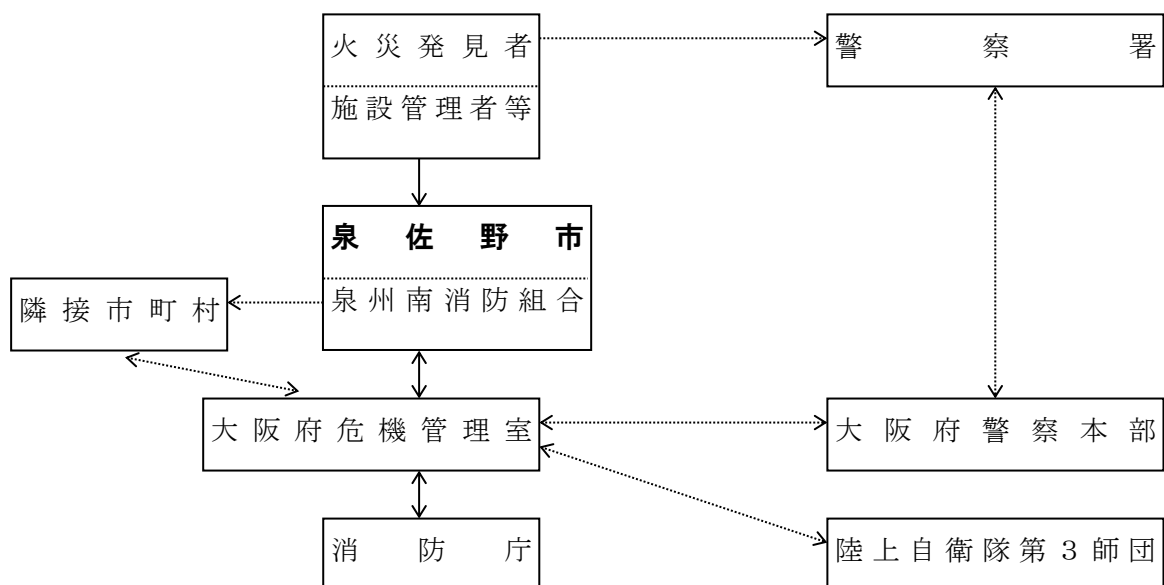 火災発見者
警察署
施設管理者等
泉佐野市
泉州南消防組合
隣接市町村
大阪府危機管理室
大阪府警察本部
消防庁
陸上自衛隊第３師団